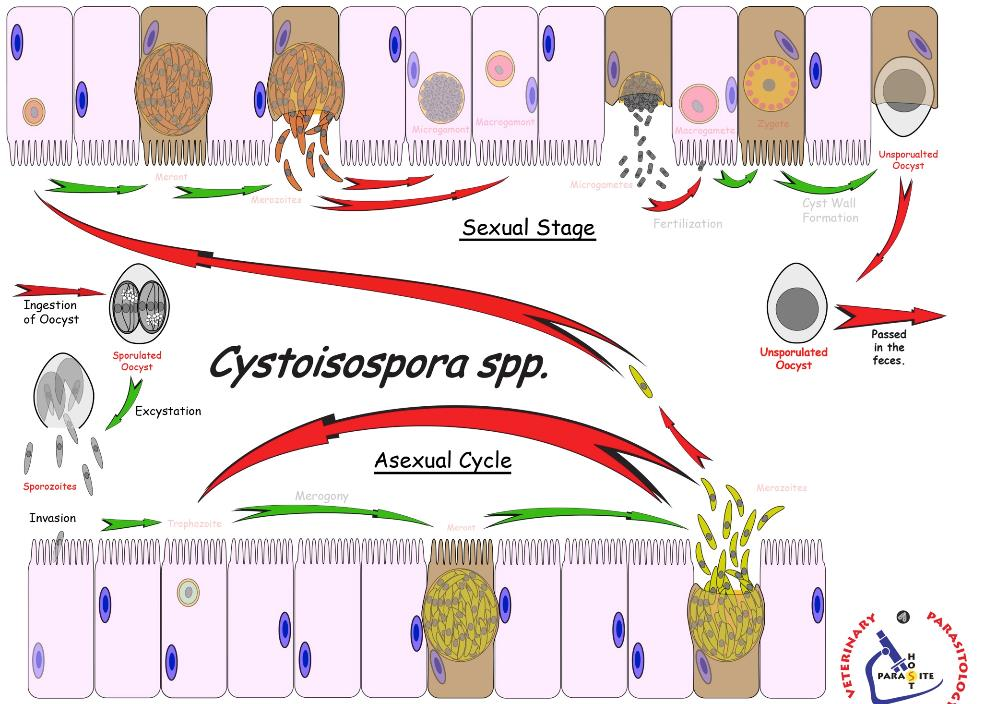 Microgamont
Macrogamont
Macrogamete
Zygote
Meront
Merozoites
Microgametes
Fertilization
Cyst Wall
Formation
Unsporualted
Oocyst
Sexual Stage
Ingestion
of Oocyst
Sporulated
Oocyst
Excystation
Sporozoites
Invasion
Cystoisospora spp.
Unsporulated
Oocyst
Passed
in the
feces.
Asexual Cycle
Merogony
Trophozoite
Meront
Merozoites
VETERINARY PARASITOLOGY
HOST
PARASITE